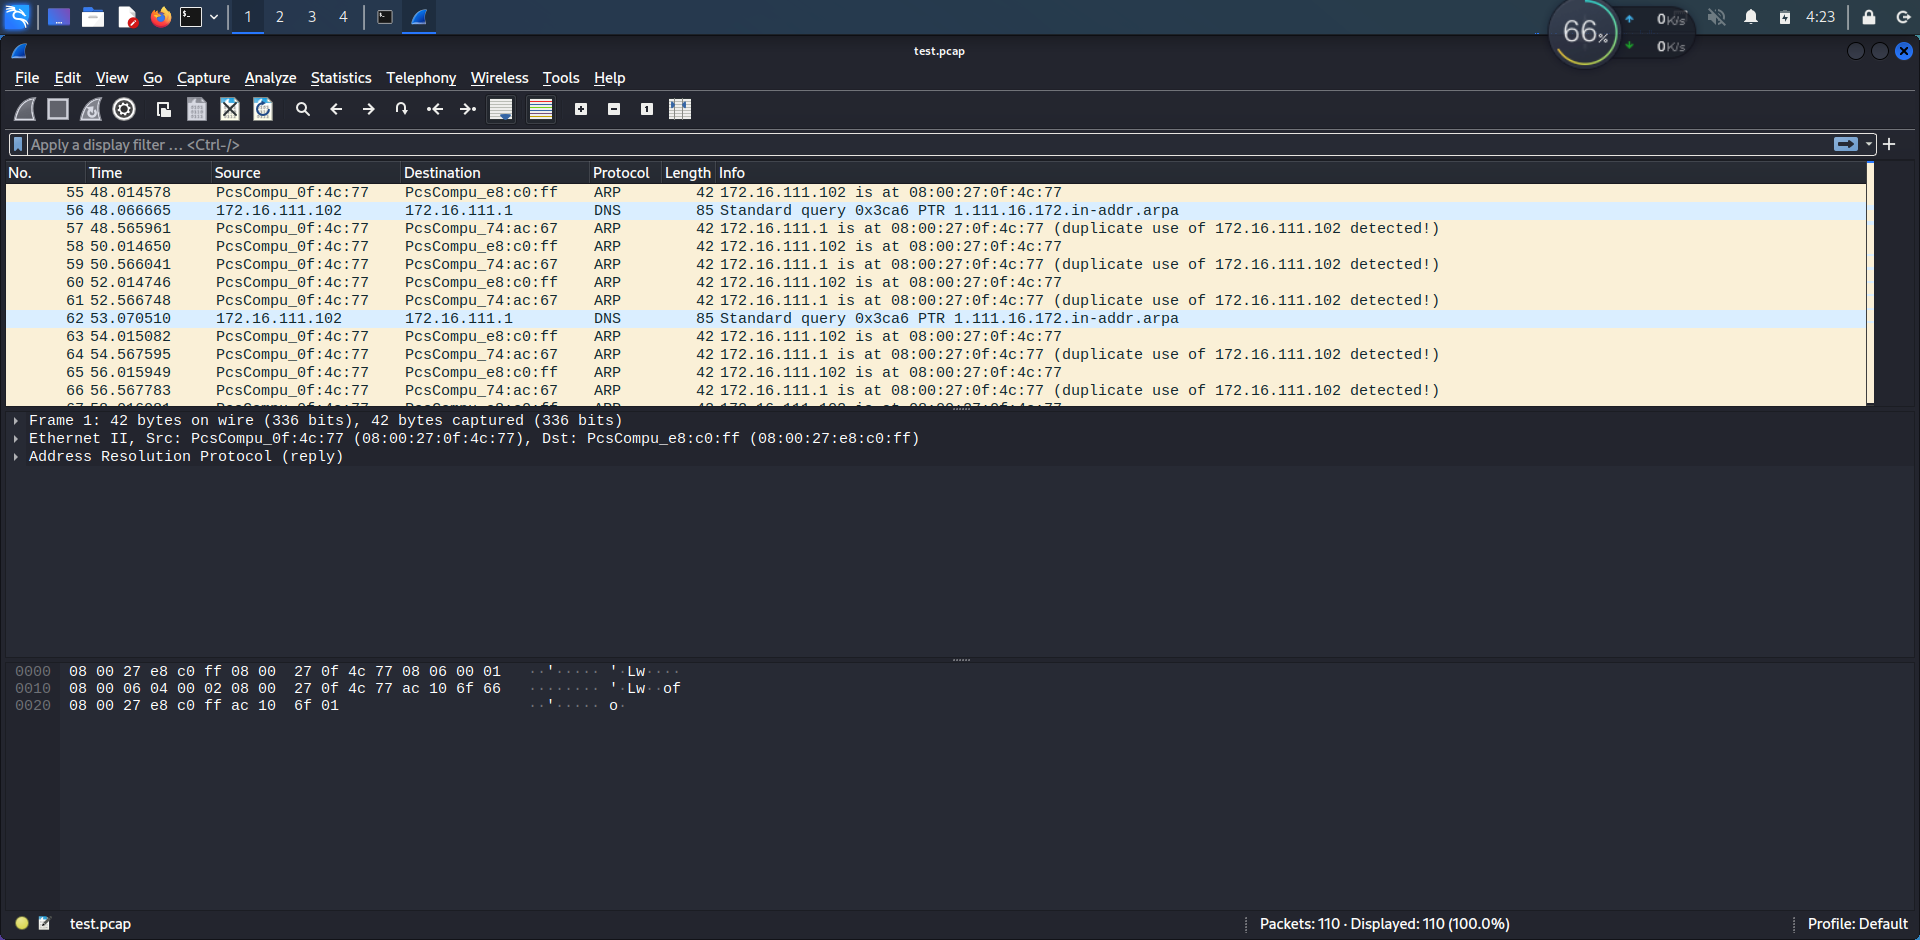 1 2 3 4
66% 0K/s 4:23
0K/s
test.pcap
File Edit View Go Capture Analyze Statistics Telephony Wireless Tools Help
Apply a display filter … <Ctrl-/>
No. Time Source Destination Protocol Length Info
55 48.014578 PcsCompu_0f:4c:77 PcsCompu_e8:c0:ff ARP 42 172.16.111.102 is at 08:00:27:0f:4c:77
56 48.066665 172.16.111.102 172.16.111.1 DNS 85 Standard query 0x3ca6 PTR 1.111.16.172.in-addr.arpa
57 48.565961 PcsCompu_0f:4c:77 PcsCompu_74:ac:67 ARP 42 172.16.111.1 is at 08:00:27:0f:4c:77 (duplicate use of 172.16.111.102 detected!)
58 50.014650 PcsCompu_0f:4c:77 PcsCompu_e8:c0:ff ARP 42 172.16.111.102 is at 08:00:27:0f:4c:77
59 50.566041 PcsCompu_0f:4c:77 PcsCompu_74:ac:67 ARP 42 172.16.111.1 is at 08:00:27:0f:4c:77 (duplicate use of 172.16.111.102 detected!)
60 52.014746 PcsCompu_0f:4c:77 PcsCompu_e8:c0:ff ARP 42 172.16.111.102 is at 08:00:27:0f:4c:77
61 52.566748 PcsCompu_0f:4c:77 PcsCompu_74:ac:67 ARP 42 172.16.111.1 is at 08:00:27:0f:4c:77 (duplicate use of 172.16.111.102 detected!)
62 53.070510 172.16.111.102 172.16.111.1 DNS 85 Standard query 0x3ca6 PTR 1.111.16.172.in-addr.arpa
63 54.015082 PcsCompu_0f:4c:77 PcsCompu_e8:c0:ff ARP 42 172.16.111.102 is at 08:00:27:0f:4c:77
64 54.567595 PcsCompu_0f:4c:77 PcsCompu_74:ac:67 ARP 42 172.16.111.1 is at 08:00:27:0f:4c:77 (duplicate use of 172.16.111.102 detected!)
65 56.015949 PcsCompu_0f:4c:77 PcsCompu_e8:c0:ff ARP 42 172.16.111.102 is at 08:00:27:0f:4c:77
66 56.567783 PcsCompu_0f:4c:77 PcsCompu_74:ac:67 ARP 42 172.16.111.1 is at 08:00:27:0f:4c:77 (duplicate use of 172.16.111.102 detected!)
Frame 1: 42 bytes on wire (336 bits), 42 bytes captured (336 bits)
Ethernet II, Src: PcsCompu_0f:4c:77 (08:00:27:0f:4c:77), Dst: PcsCompu_e8:c0:ff (08:00:27:e8:c0:ff)
Address Resolution Protocol (reply)
0000 08 00 27 e8 c0 ff 08 00 27 0f 4c 77 08 06 00 01 ··'····· '·Lw····
0010 08 00 06 04 00 02 08 00 27 0f 4c 77 ac 10 6f 66 ········ '·Lw··of
0020 08 00 27 e8 c0 ff ac 10 6f 01 ··'····· o·
test.pcap Packets: 110 · Displayed: 110 (100.0%) Profile: Default